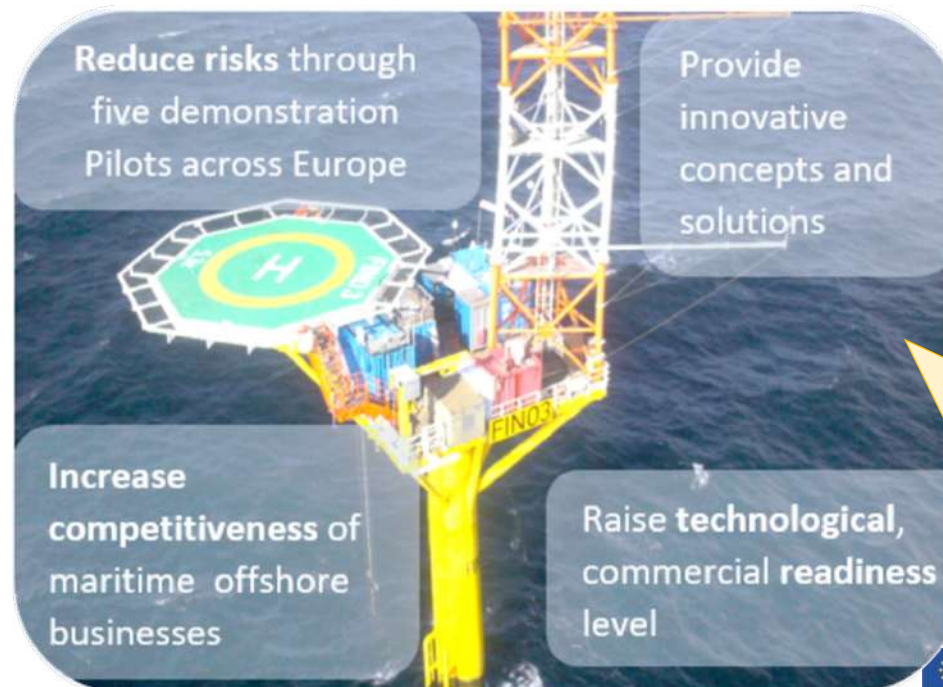 Reduce risks through
five demonstration
Pilots across Europe
Provide
innovative
concepts and
solutions
H
FINO3
Increase
competitiveness of
maritime offshore
businesses
Raise technological,
commercial readiness
level